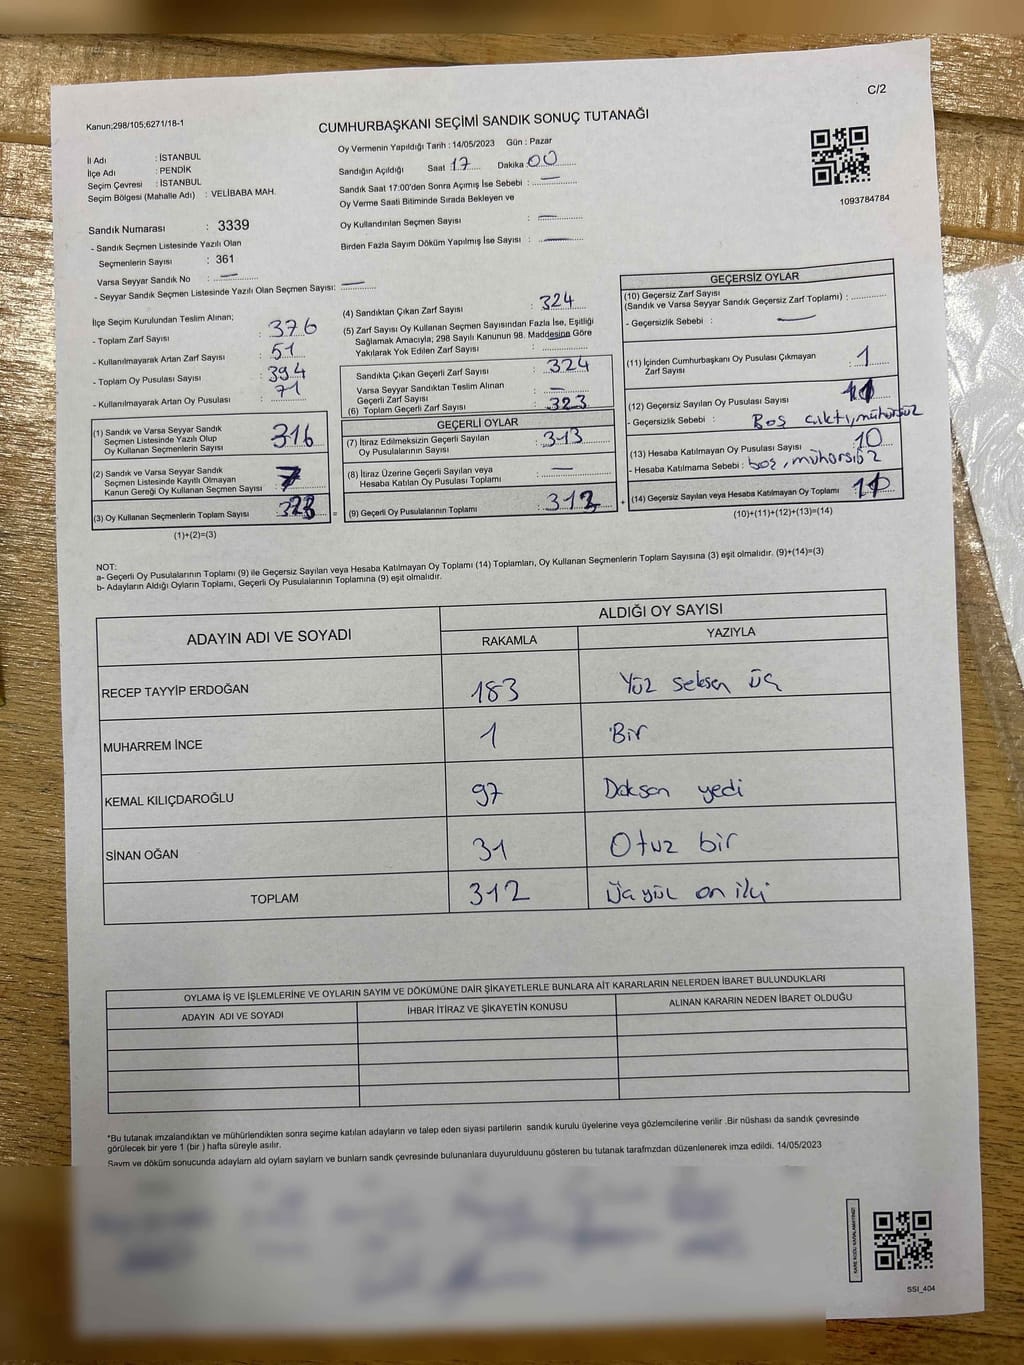 C/2
Kanun;298/105;6271/18-1
CUMHURBAŞKANI SEÇİMİ SANDIK SONUÇ TUTANAĞI
Oy Vermenin Yapıldığı Tarih : 14/05/2023 Gün : Pazar
İl Adı : İSTANBUL
İlçe Adı : PENDİK
Seçim Çevresi : İSTANBUL
Seçim Bölgesi (Mahalle Adı) : VELİBABA MAH.
Sandığın Açıldığı Saat 17 Dakika 00
Sandık Saat 17:00'den Sonra Açımış İse Sebebi : —
Oy Verme Saati Bitiminde Sırada Bekleyen ve
Oy Kullandırılan Seçmen Sayısı : —
Birden Fazla Sayım Döküm Yapılmış İse Sayısı : —
1093784784
Sandık Numarası : 3339
- Sandık Seçmen Listesinde Yazılı Olan
Seçmenlerin Sayısı : 361
Varsa Seyyar Sandık No : —
- Seyyar Sandık Seçmen Listesinde Yazılı Olan Seçmen Sayısı: —
İlçe Seçim Kurulundan Teslim Alınan;
- Toplam Zarf Sayısı : 376
- Kullanılmayarak Artan Zarf Sayısı : 51
- Toplam Oy Pusulası Sayısı : 394
- Kullanılmayarak Artan Oy Pusulası : 71
(1) Sandık ve Varsa Seyyar Sandık
Seçmen Listesinde Yazılı Olup
Oy Kullanan Seçmenlerin Sayısı : 316
(2) Sandık ve Varsa Seyyar Sandık
Seçmen Listesinde Kayıtlı Olmayan
Kanun Gereği Oy Kullanan Seçmen Sayısı : 7
(3) Oy Kullanan Seçmenlerin Toplam Sayısı : 323
(1)+(2)=(3)
(4) Sandıktan Çıkan Zarf Sayısı : 324
(5) Zarf Sayısı Oy Kullanan Seçmen Sayısından Fazla İse, Eşitliği
Sağlamak Amacıyla; 298 Sayılı Kanunun 98. Maddesine Göre
Yakılarak Yok Edilen Zarf Sayısı :
Sandıkta Çıkan Geçerli Zarf Sayısı : 324
Varsa Seyyar Sandıktan Teslim Alınan
Geçerli Zarf Sayısı : —
(6) Toplam Geçerli Zarf Sayısı : 323
GEÇERLİ OYLAR
(7) İtiraz Edilmeksizin Geçerli Sayılan
Oy Pusulasının Sayısı : 313
(8) İtiraz Üzerine Geçerli Sayılan veya
Hesaba Katılan Oy Pusulası Toplamı : —
(9) Geçerli Oy Pusulalarının Toplamı : 312
GEÇERSİZ OYLAR
(10) Geçersiz Zarf Sayısı
(Sandık ve Varsa Seyyar Sandık Geçersiz Zarf Toplamı) :
- Geçersizlik Sebebi : —
(11) İçinden Cumhurbaşkanı Oy Pusulası Çıkmayan
Zarf Sayısı : 1
(12) Geçersiz Sayılan Oy Pusulası Sayısı :
- Geçersizlik Sebebi : Boş çıktı, mühürsüz
(13) Hesaba Katılmayan Oy Pusulası Sayısı : 10
- Hesaba Katılmama Sebebi : boş, mühürsüz
(14) Geçersiz Sayılan veya Hesaba Katılmayan Oy Toplamı : 11
(10)+(11)+(12)+(13)=(14)
NOT:
a- Geçerli Oy Pusulalarının Toplamı (9) ile Geçersiz Sayılan veya Hesaba Katılmayan Oy Toplamı (14) Toplamları, Oy Kullanan Seçmenlerin Toplam Sayısına (3) eşit olmalıdır. (9)+(14)=(3)
b- Adayların Aldığı Oyların Toplamı, Geçerli Oy Pusulalarının Toplamına (9) eşit olmalıdır.
ADAYIN ADI VE SOYADI ALDIĞI OY SAYISI
RAKAMLA YAZIYLA
RECEP TAYYİP ERDOĞAN 183 Yüz seksen üç
MUHARREM İNCE 1 Bir
KEMAL KILIÇDAROĞLU 97 Doksan yedi
SİNAN OĞAN 31 Otuz bir
TOPLAM 312 Üç yüz on iki
OYLAMA İŞ VE İŞLEMLERİNE VE OYLARIN SAYIM VE DÖKÜMÜNE DAİR ŞİKAYETLERLE BUNLARA AİT KARARLARIN NELERDEN İBARET BULUNDUKLARI
ADAYIN ADI VE SOYADI İHBAR İTİRAZ VE ŞİKAYETİN KONUSU ALINAN KARARIN NEDEN İBARET OLDUĞU
*Bu tutanak imzalandıktan ve mühürlendikten sonra seçime katılan adayların ve talep eden siyasi partilerin sandık kurulu üyelerine veya gözlemcilerine verilir .Bir nüshası da sandık çevresinde
görülecek bir yere 1 (bir ) hafta süreyle asılır.
Sayım ve döküm sonucunda adayların ald oyların saylarn ve bunların sandk çevresinde bulunanlara duyurulduunu gösteren bu tutanak tarafmzdan düzenlenerek imza edildi. 14/05/2023
KARE KODU KAPALAMAYINIZ!
SSI_404